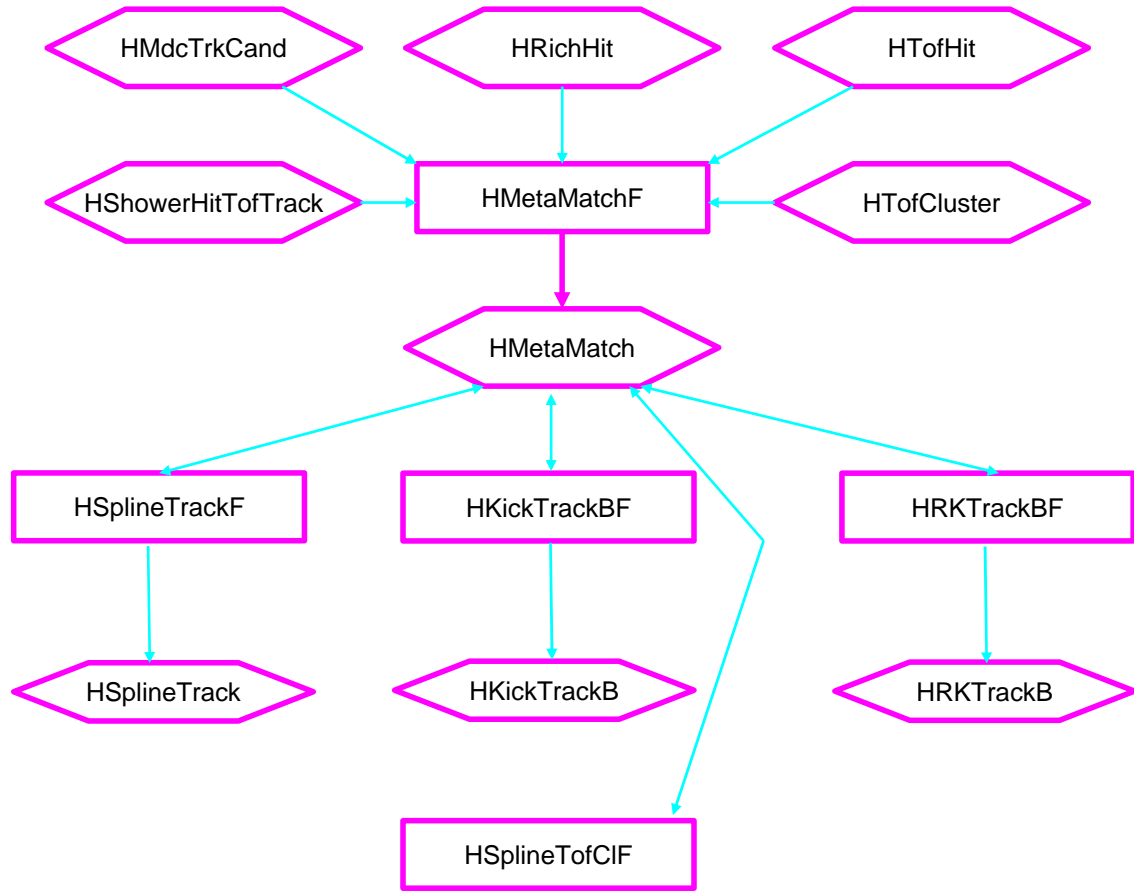 HMdcTrkCand
HRichHit
HTofHit
HShowerHitTofTrack
HMetaMatchF
HTofCluster
HMetaMatch
HSplineTrackF
HKickTrackBF
HRKTrackBF
HSplineTrack
HKickTrackB
HRKTrackB
HSplineTofClF